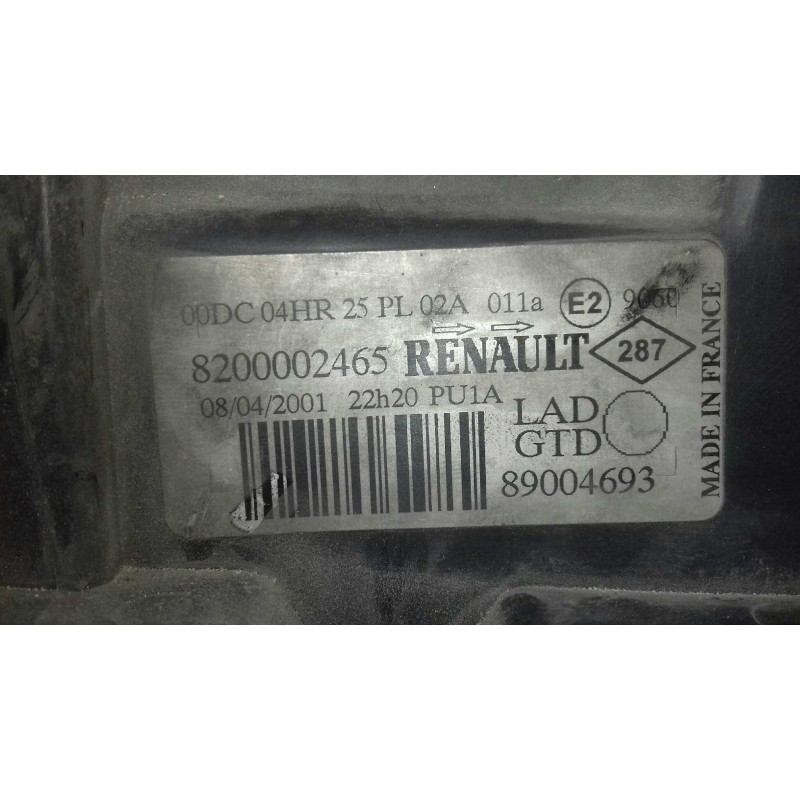 00DC 04HR 25 PL 02A 011a E2 9060
8200002465 RENAULT 287
08/04/2001 22h20 PU1A LAD
GTD
89004693
MADE IN FRANCE